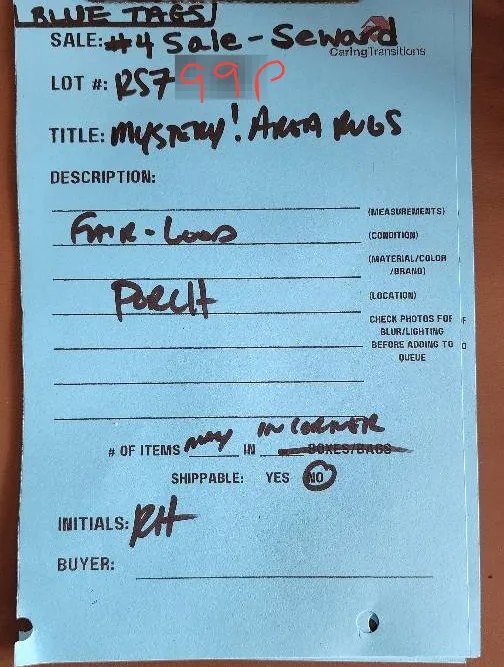 BLUE TAGS
SALE: #4 Sale - Seward
CaringTransitions
LOT #: RS7 99p
TITLE: MYSTERY! AREA RUGS
DESCRIPTION:
(MEASUREMENTS)
FAIR - GOOD (CONDITION)
(MATERIAL/COLOR
/BRAND)
PORCH (LOCATION)
CHECK PHOTOS FOR
BLUR/LIGHTING
BEFORE ADDING TO
QUEUE
# OF ITEMS MANY IN IN CORNER BOXES/BAGS
SHIPPABLE: YES NO
INITIALS: RH
BUYER: